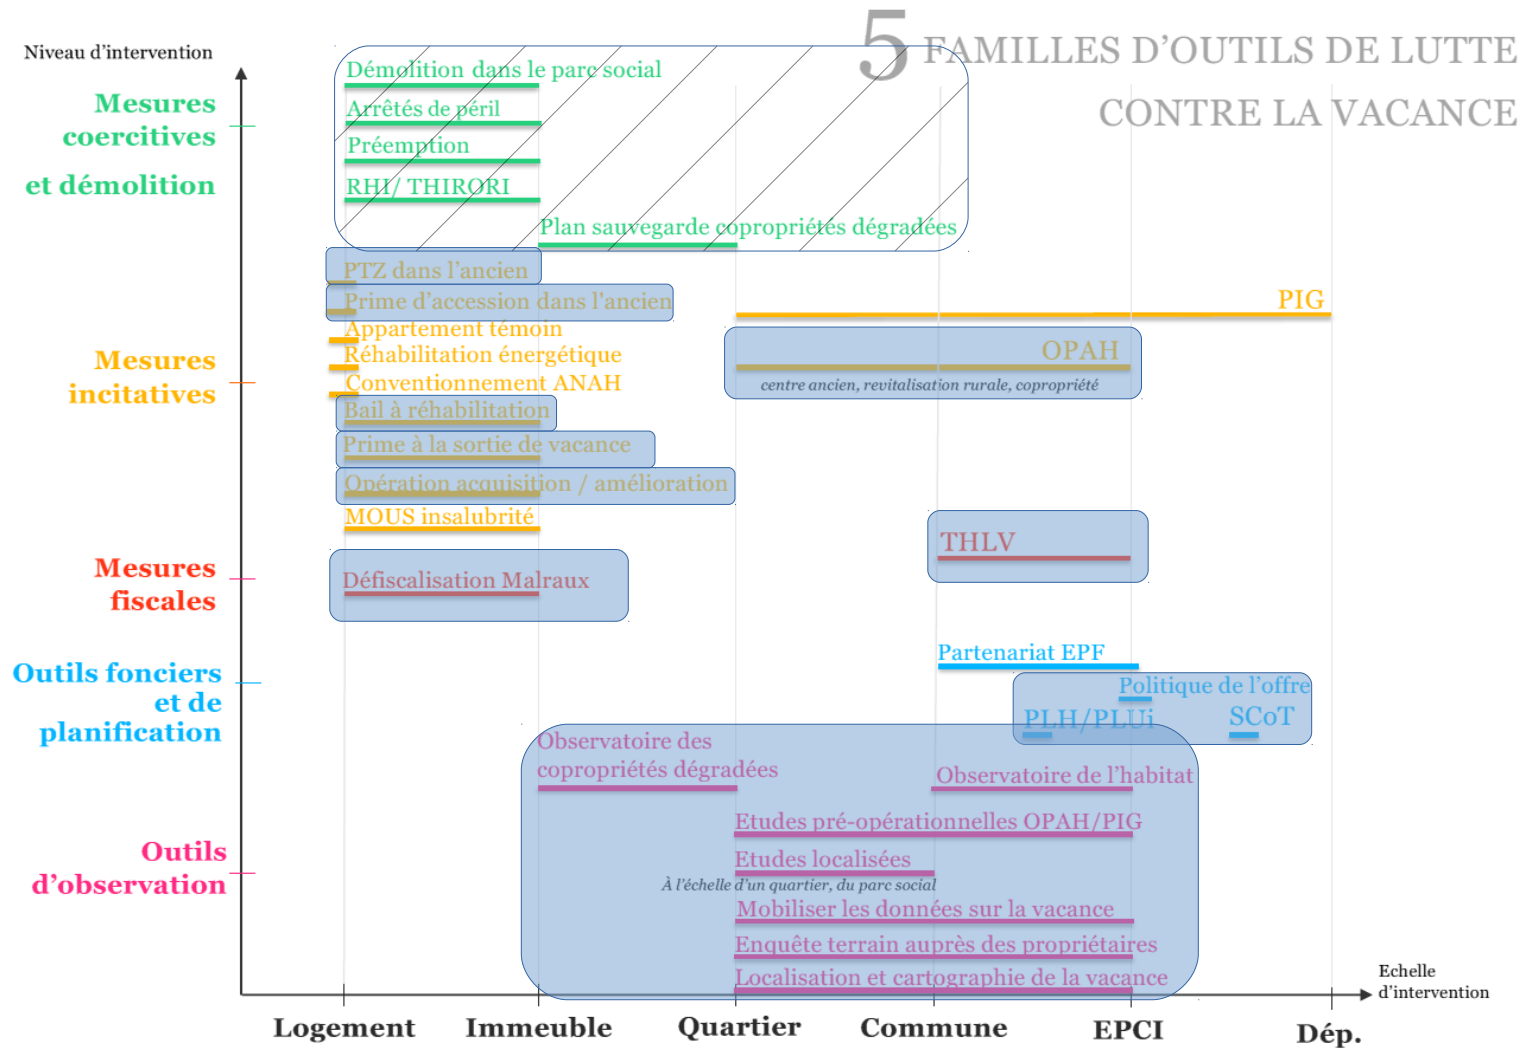 5 FAMILLES D'OUTILS DE LUTTE
CONTRE LA VACANCE
Niveau d'intervention
Mesures
coercitives
et démolition
Démolition dans le parc social
Arrêtés de péril
Préemption
RHI/ THIRORI
Plan sauvegarde copropriétés dégradées
Mesures
incitatives
PTZ dans l'ancien
Prime d'accession dans l'ancien
Appartement témoin
Réhabilitation énergétique
Conventionnement ANAH
Bail à réhabilitation
Prime à la sortie de vacance
Opération acquisition / amélioration
MOUS insalubrité
PIG
OPAH
centre ancien, revitalisation rurale, copropriété
Mesures
fiscales
Défiscalisation Malraux
THLV
Outils fonciers
et de
planification
Partenariat EPF
Politique de l'offre
PLH/PLUi
SCoT
Outils
d'observation
Observatoire des
copropriétés dégradées
Observatoire de l'habitat
Etudes pré-opérationnelles OPAH/PIG
Etudes localisées
À l'échelle d'un quartier, du parc social
Mobiliser les données sur la vacance
Enquête terrain auprès des propriétaires
Localisation et cartographie de la vacance
Echelle
d'intervention
Logement
Immeuble
Quartier
Commune
EPCI
Dép.